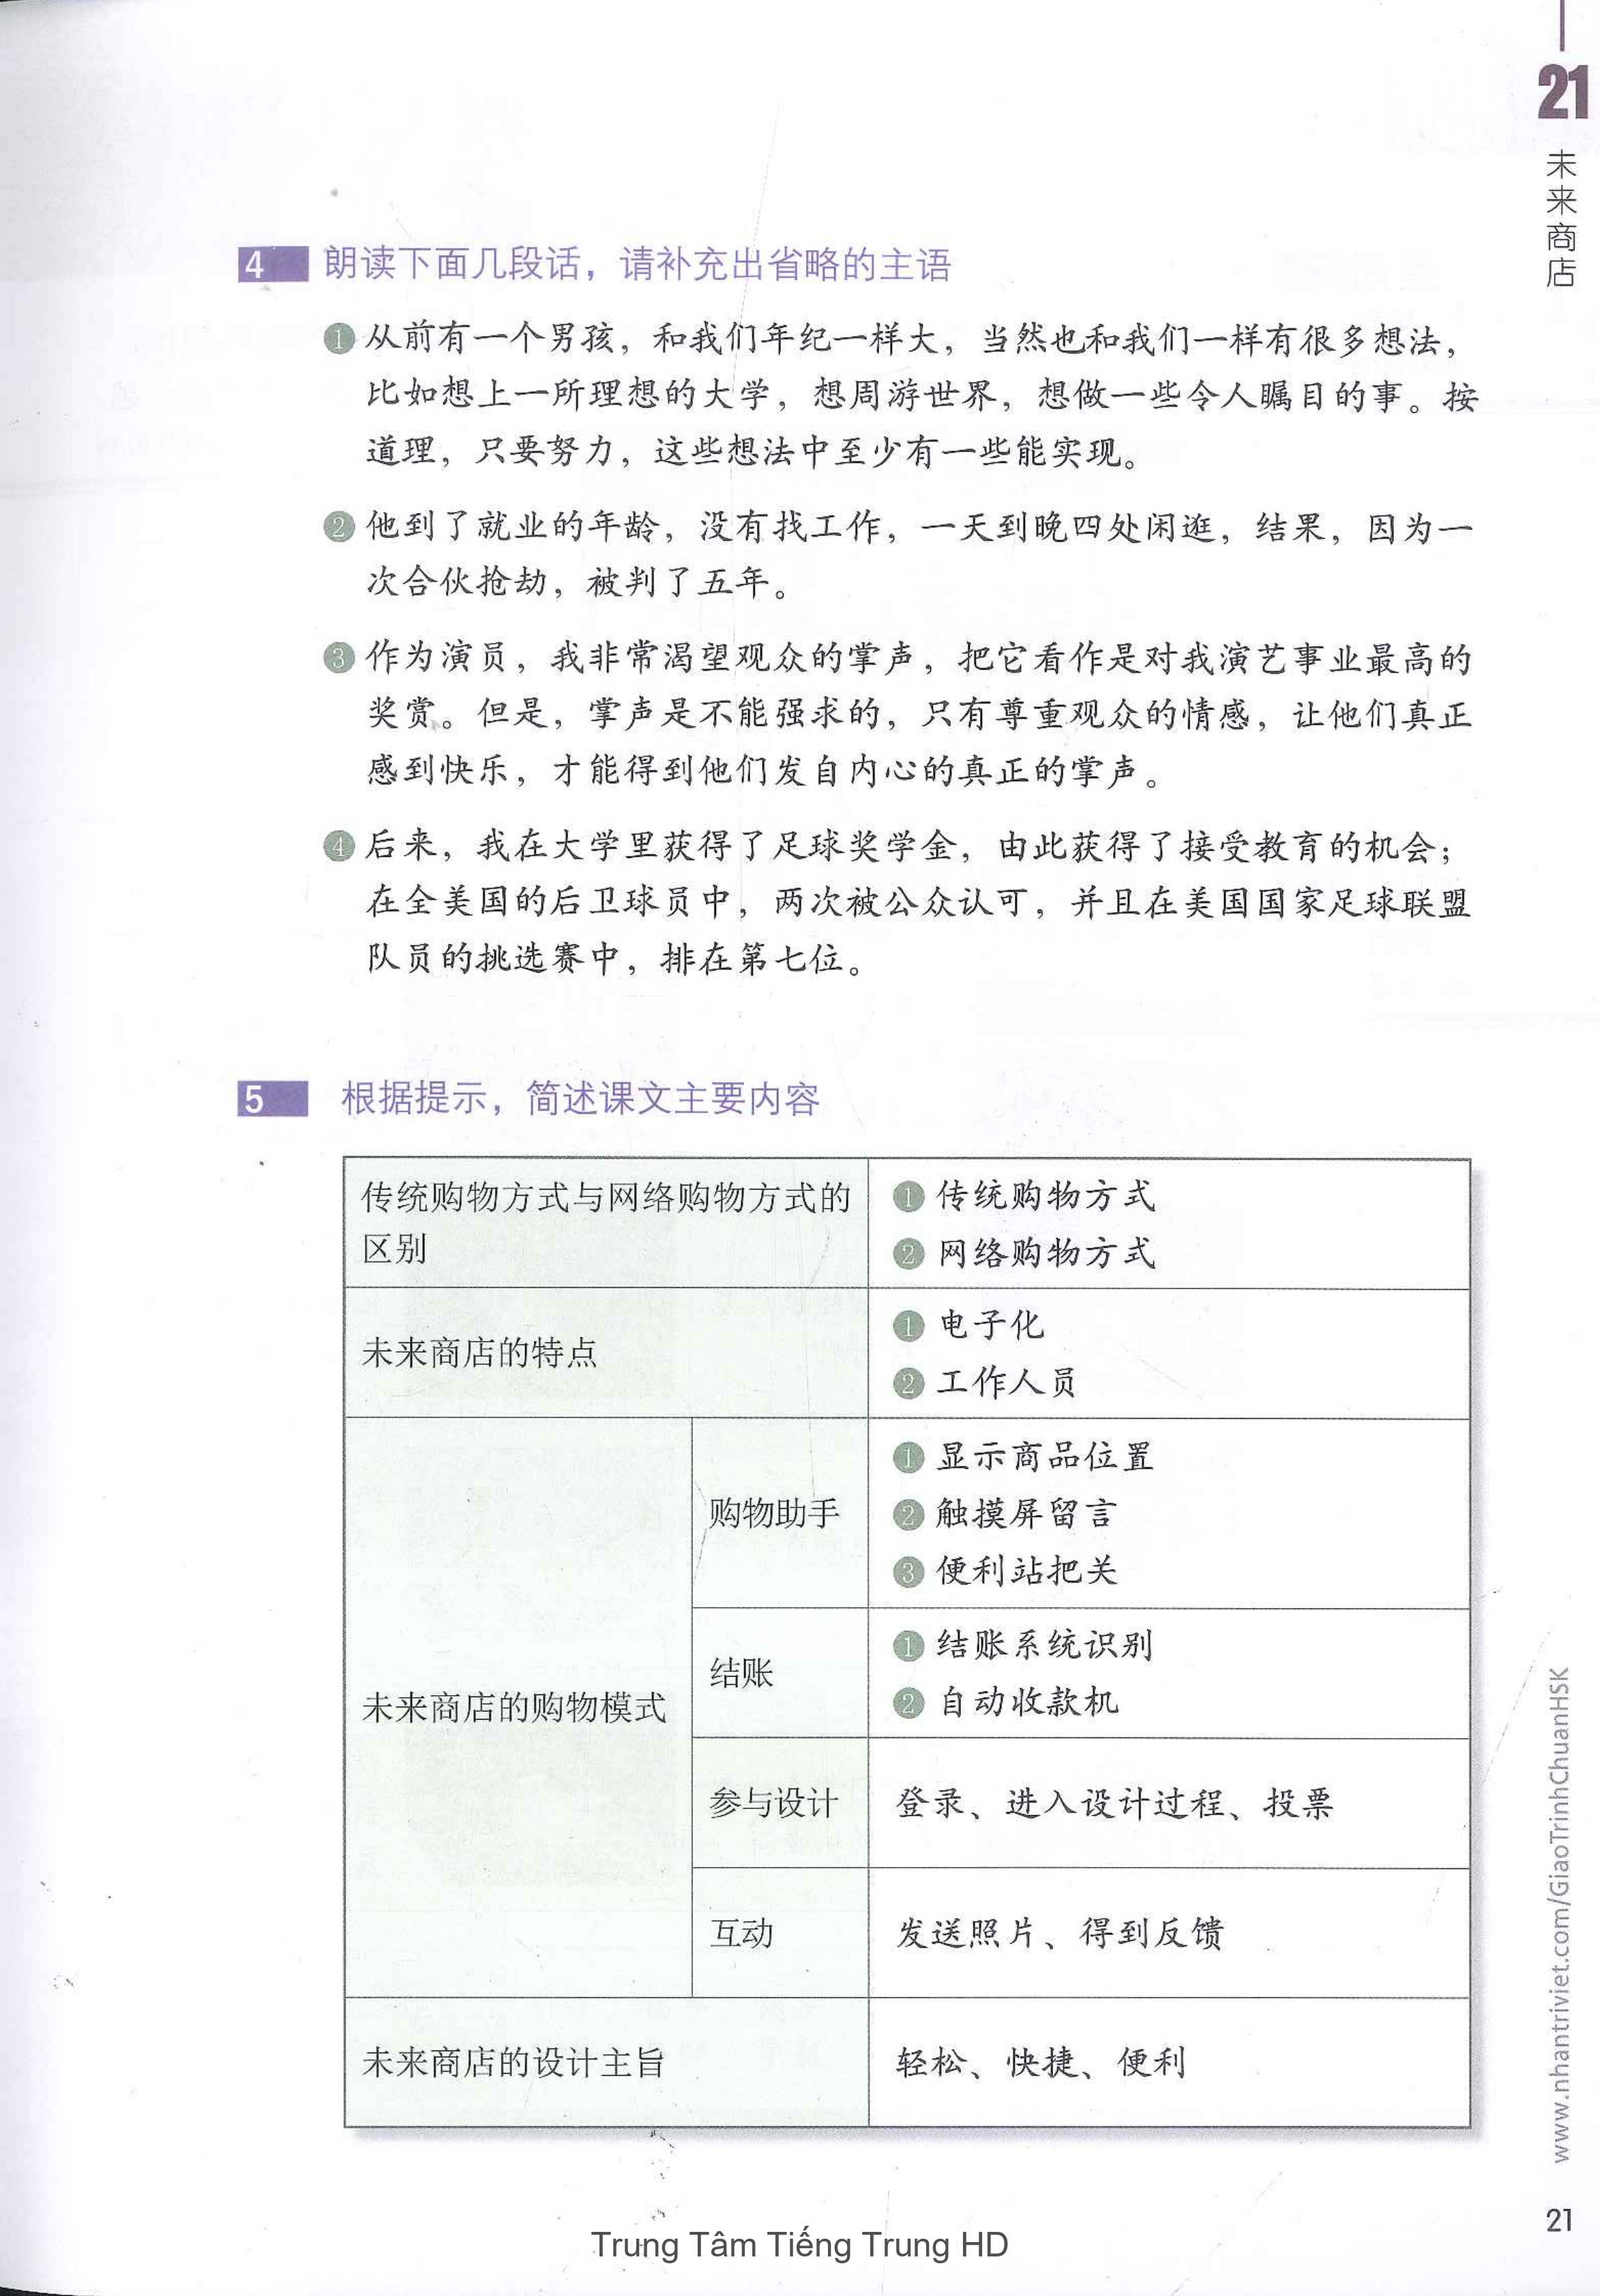 21
未来商店
4 朗读下面几段话，请补充出省略的主语
1 从前有一个男孩，和我们年纪一样大，当然也和我们一样有很多想法，
比如想上一所理想的大学，想周游世界，想做一些令人瞩目的事。按
道理，只要努力，这些想法中至少有一些能实现。
2 他到了就业的年龄，没有找工作，一天到晚四处闲逛，结果，因为一
次合伙抢劫，被判了五年。
3 作为演员，我非常渴望观众的掌声，把它看作是对我演艺事业最高的
奖赏。但是，掌声是不能强求的，只有尊重观众的情感，让他们真正
感到快乐，才能得到他们发自内心的真正的掌声。
4 后来，我在大学里获得了足球奖学金，由此获得了接受教育的机会；
在全美国的后卫球员中，两次被公众认可，并且在美国国家足球联盟
队员的挑选赛中，排在第七位。
5 根据提示，简述课文主要内容
传统购物方式与网络购物方式的
区别
1 传统购物方式
2 网络购物方式
未来商店的特点
1 电子化
2 工作人员
未来商店的购物模式
购物助手
1 显示商品位置
2 触摸屏留言
3 便利站把关
结账
1 结账系统识别
2 自动收款机
参与设计
登录、进入设计过程、投票
互动
发送照片、得到反馈
未来商店的设计主旨
轻松、快捷、便利
www.nhantriviet.com/GiaoTrinhChuanHSK
21
Trung Tâm Tiếng Trung HD